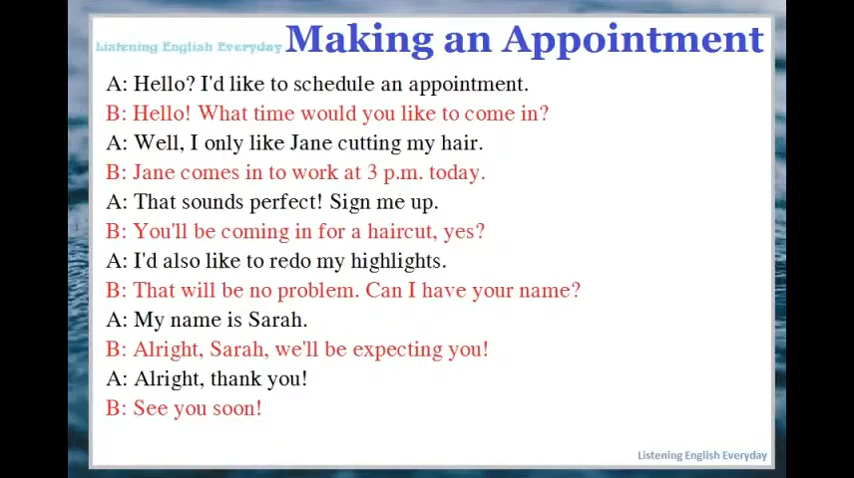 Listening English Everyday Making an Appointment
A: Hello? I'd like to schedule an appointment.
B: Hello! What time would you like to come in?
A: Well, I only like Jane cutting my hair.
B: Jane comes in to work at 3 p.m. today.
A: That sounds perfect! Sign me up.
B: You'll be coming in for a haircut, yes?
A: I'd also like to redo my highlights.
B: That will be no problem. Can I have your name?
A: My name is Sarah.
B: Alright, Sarah, we'll be expecting you!
A: Alright, thank you!
B: See you soon!
Listening English Everyday